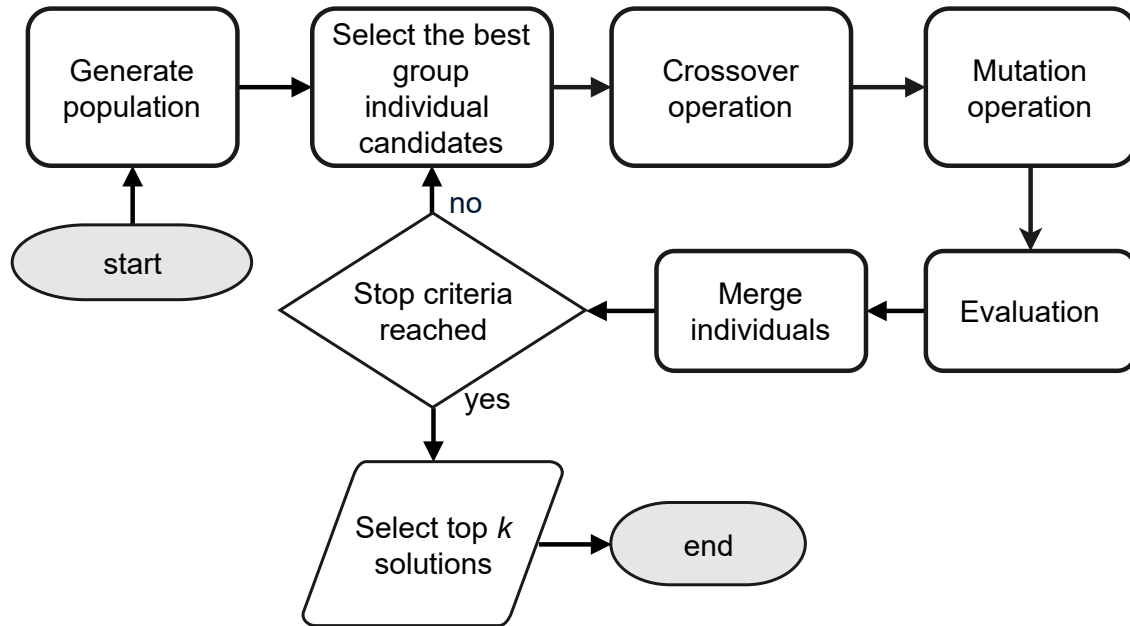 Generate
population
Select the best
group
individual
candidates
Crossover
operation
Mutation
operation
start
no
Stop criteria
reached
Merge
individuals
Evaluation
yes
Select top k
solutions
end